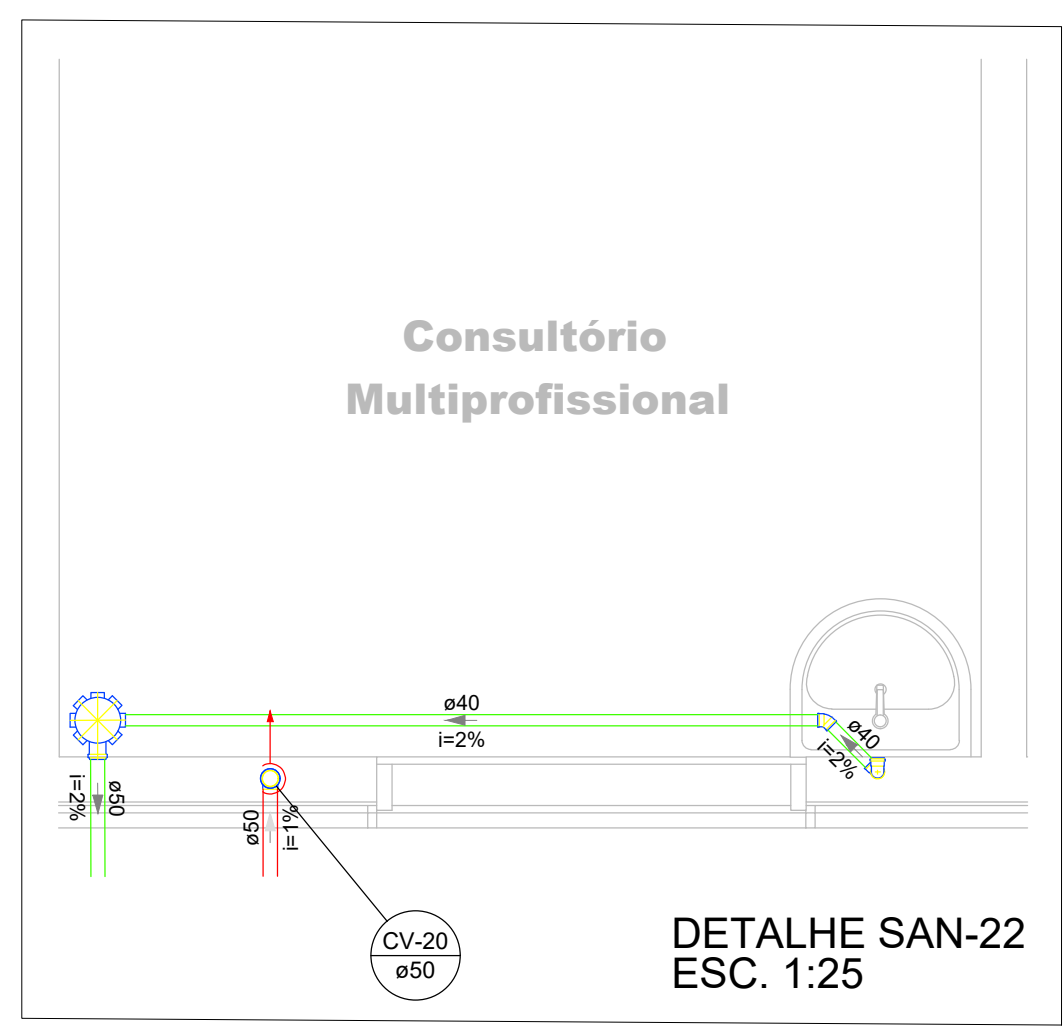 Consultório
Multiprofissional
ø40
i=2%
ø40
i=2%
i=2%
ø50
ø50
i=1%
CV-20
ø50
DETALHE SAN-22
ESC. 1:25